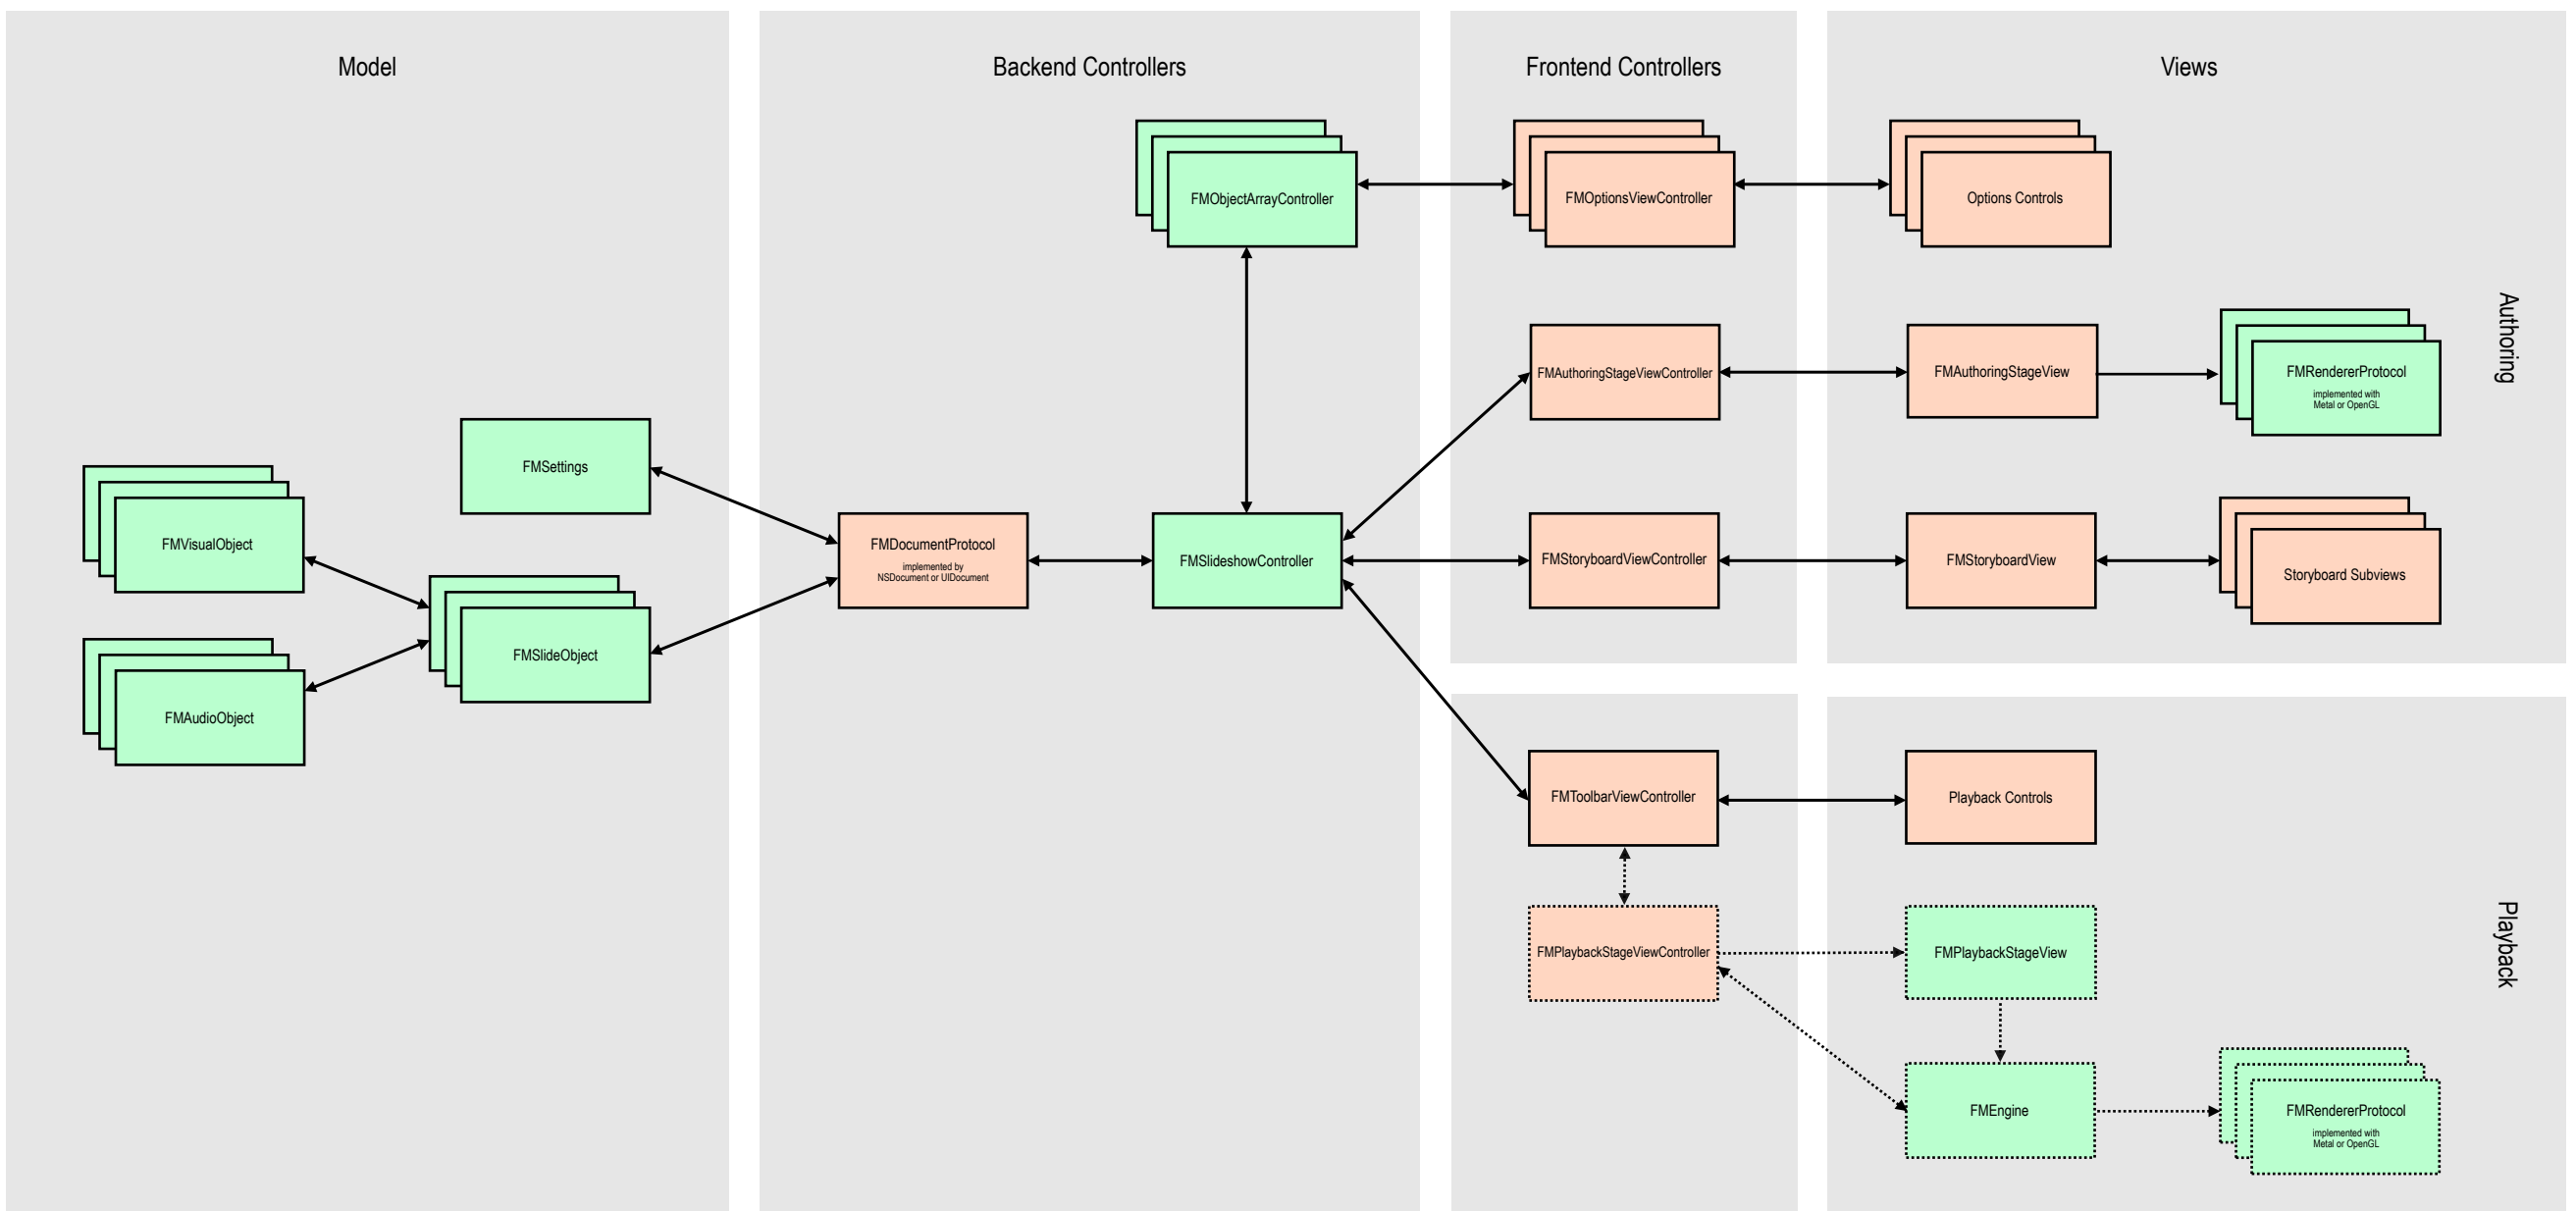 Model
Backend Controllers
Frontend Controllers
Views
FMObjectArrayController
FMOptionsViewController
Options Controls
Authoring
FMAuthoringStageViewController
FMAuthoringStageView
FMRendererProtocol
implemented with
Metal or OpenGL
FMSettings
FMVisualObject
FMDocumentProtocol
implemented by
NSDocument or UIDocument
FMSlideshowController
FMStoryboardViewController
FMStoryboardView
Storyboard Subviews
FMSlideObject
FMAudioObject
FMToolbarViewController
Playback Controls
Playback
FMPlaybackStageViewController
FMPlaybackStageView
FMEngine
FMRendererProtocol
implemented with
Metal or OpenGL